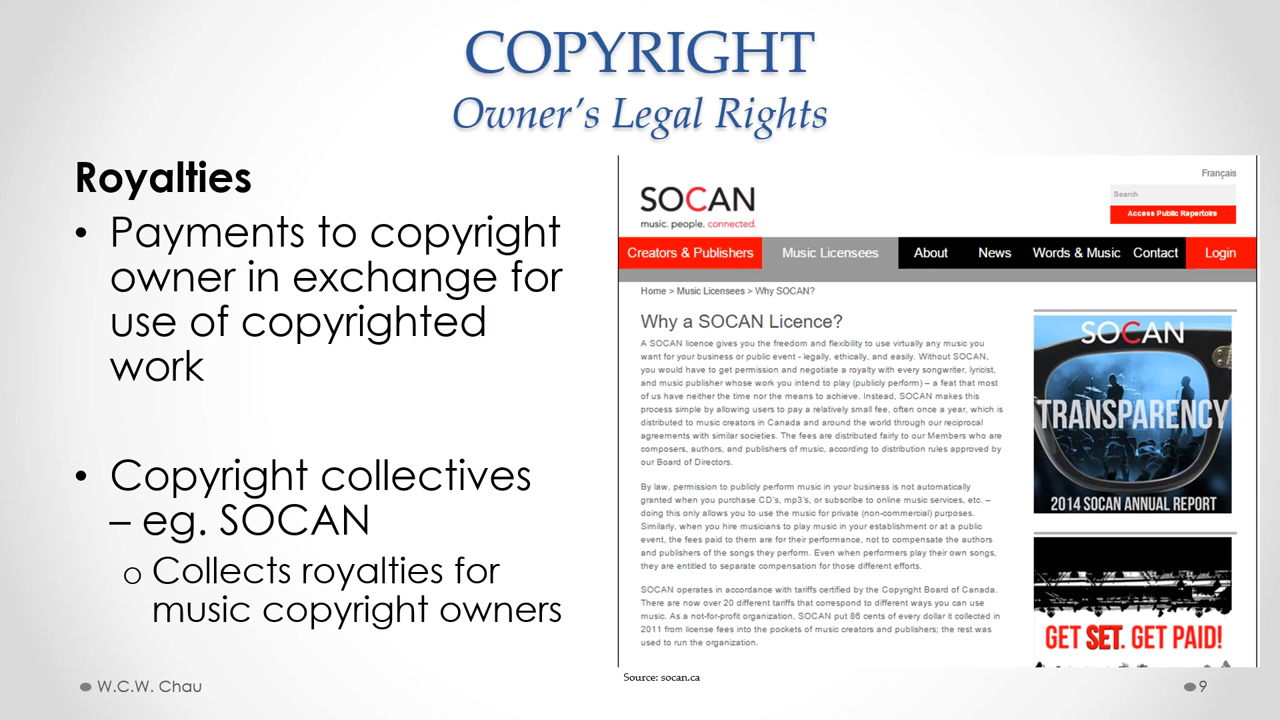 COPYRIGHT
Owner's Legal Rights
Royalties
• Payments to copyright
owner in exchange for
use of copyrighted
work
• Copyright collectives
– eg. SOCAN
o Collects royalties for
music copyright owners
Français
SOCAN
music. people. connected.
Search
Access Public Repertoire
Creators & Publishers Music Licensees About News Words & Music Contact Login
Home > Music Licensees > Why SOCAN?
Why a SOCAN Licence?
A SOCAN licence gives you the freedom and flexibility to use virtually any music you
want for your business or public event - legally, ethically, and easily. Without SOCAN,
you would have to get permission and negotiate a royalty with every songwriter, lyricist,
and music publisher whose work you intend to play (publicly perform) – a feat that most
of us have neither the time nor the means to achieve. Instead, SOCAN makes this
process simple by allowing users to pay a relatively small fee, often once a year, which is
distributed to music creators in Canada and around the world through our reciprocal
agreements with similar societies. The fees are distributed fairly to our Members who are
composers, authors, and publishers of music, according to distribution rules approved by
our Board of Directors.
By law, permission to publicly perform music in your business is not automatically
granted when you purchase CD's, mp3's, or subscribe to online music services, etc. –
doing this only allows you to use the music for private (non-commercial) purposes.
Similarly, when you hire musicians to play music in your establishment or at a public
event, the fees paid to them are for their performance, not to compensate the authors
and publishers of the songs they perform. Even when performers play their own songs,
they are entitled to separate compensation for those different efforts.
SOCAN operates in accordance with tariffs certified by the Copyright Board of Canada.
There are now over 20 different tariffs that correspond to different ways you can use
music. As a not-for-profit organization, SOCAN put 86 cents of every dollar it collected in
2011 from license fees into the pockets of music creators and publishers; the rest was
used to run the organization.
SOCAN
TRANSPARENCY
2014 SOCAN ANNUAL REPORT
GET SET. GET PAID!
Source: socan.ca
W.C.W. Chau
9